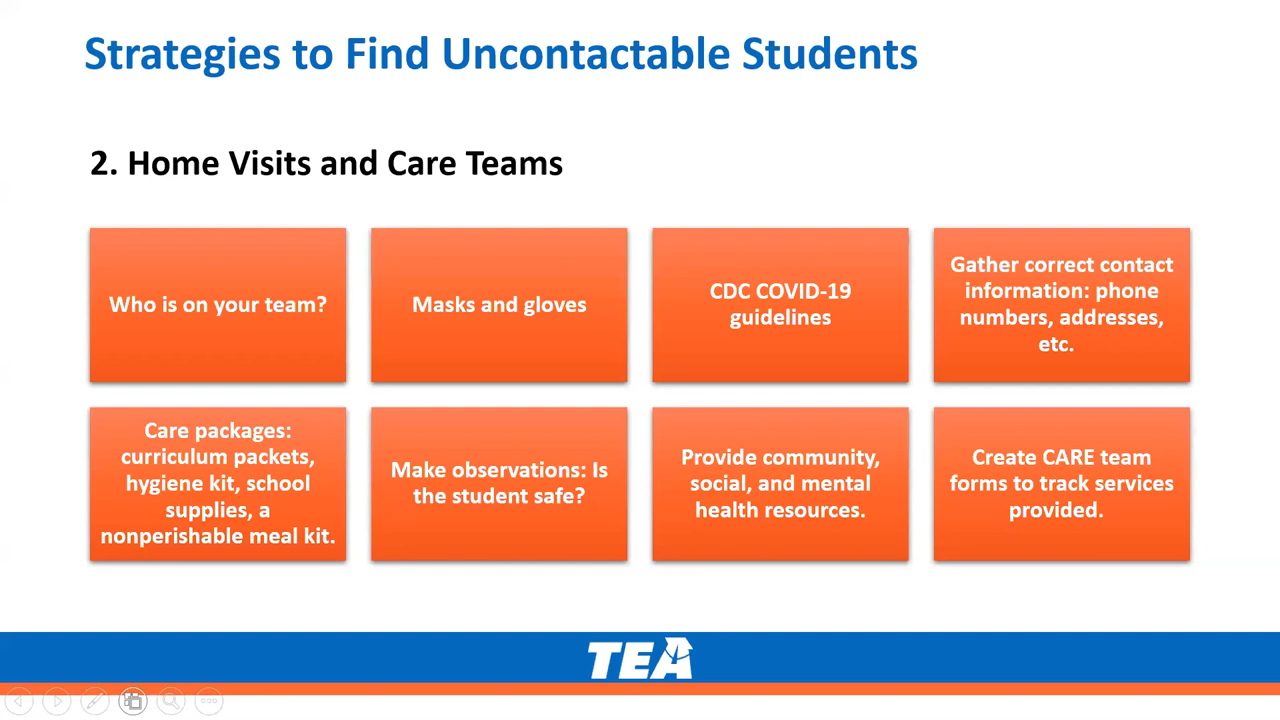 Strategies to Find Uncontactable Students
2. Home Visits and Care Teams
Who is on your team?
Masks and gloves
CDC COVID-19
guidelines
Gather correct contact
information: phone
numbers, addresses,
etc.
Care packages:
curriculum packets,
hygiene kit, school
supplies, a
nonperishable meal kit.
Make observations: Is
the student safe?
Provide community,
social, and mental
health resources.
Create CARE team
forms to track services
provided.
TEA